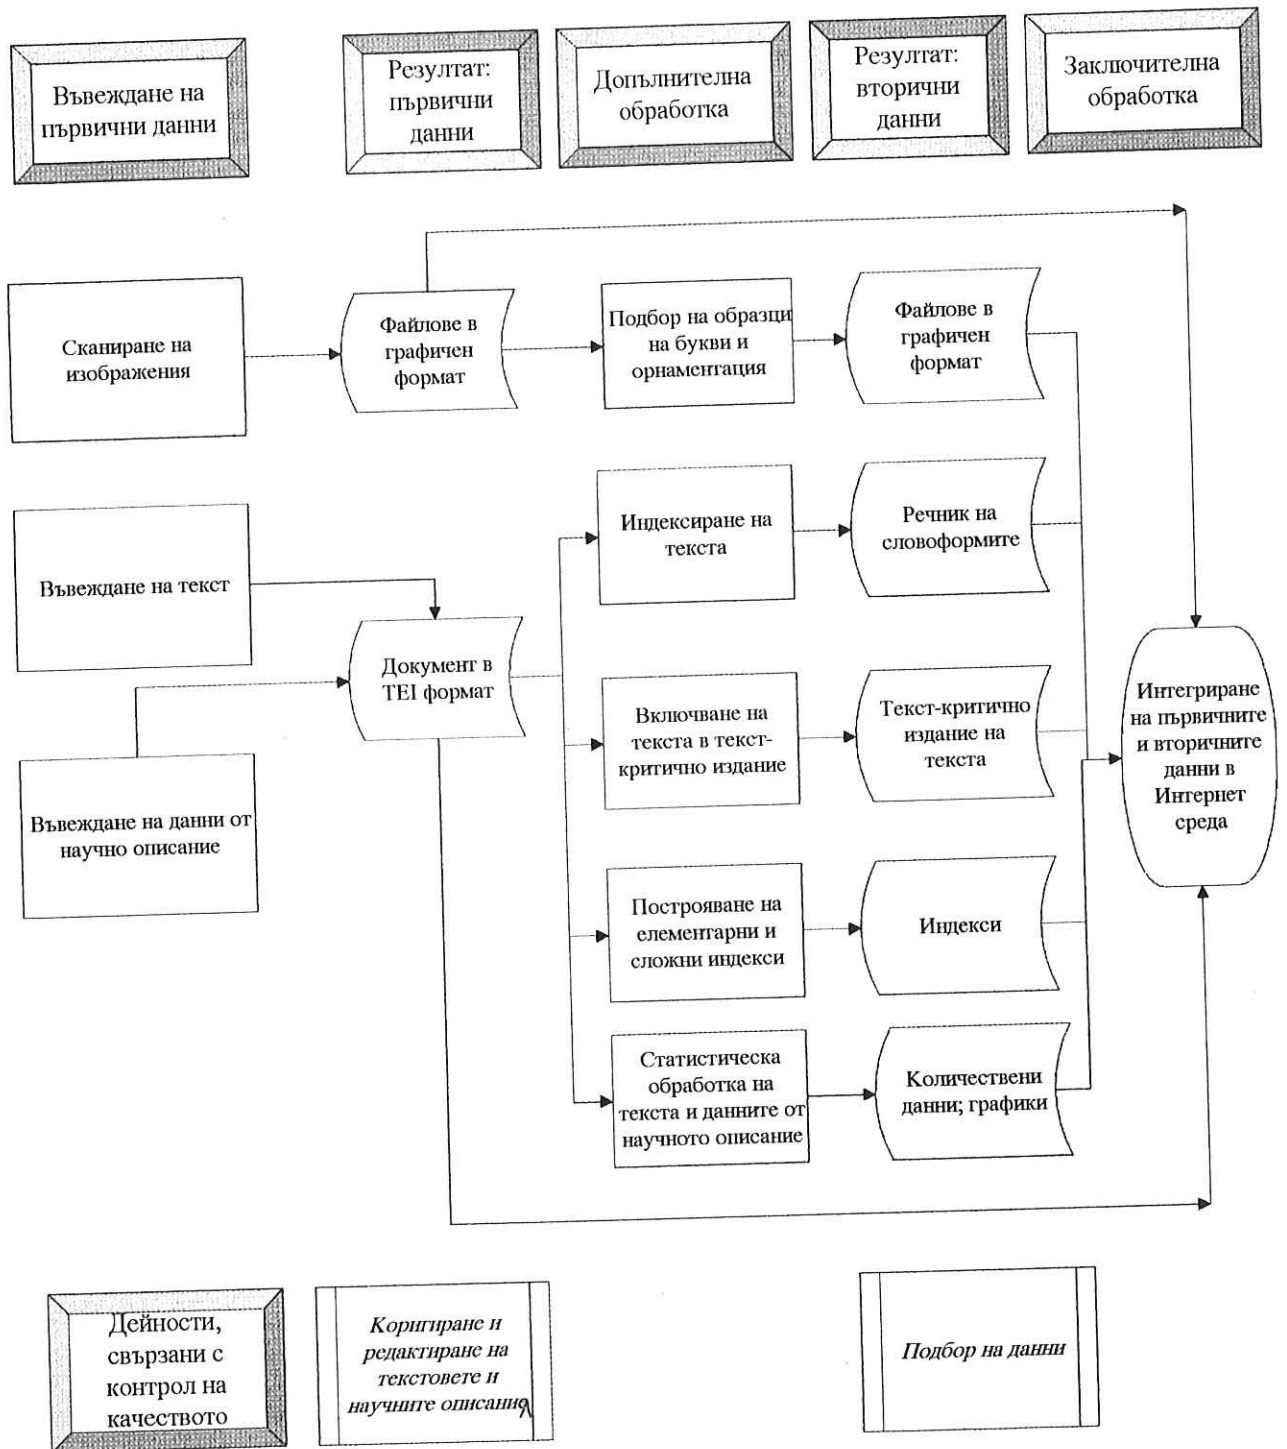 Въвеждане на
първични данни
Резултат:
първични
данни
Допълнителна
обработка
Резултат:
вторични
данни
Заключителна
обработка
Сканиране на
изображения
Файлове в
графичен
формат
Подбор на образци
на букви и
орнаментация
Файлове в
графичен
формат
Въвеждане на текст
Индексиране на
текста
Речник на
словоформите
Документ в
TEI формат
Въвеждане на данни от
научно описание
Включване на
текста в текст-
критично издание
Текст-критично
издание на
текста
Интегриране
на първичните
и вторичните
данни в
Интернет
среда
Построяване на
елементарни и
сложни индекси
Индекси
Статистическа
обработка на
текста и данните от
научното описание
Количествени
данни; графики
Дейности,
свързани с
контрол на
качеството
Коригиране и
редактиране на
текстовете и
научните описания
Подбор на данни